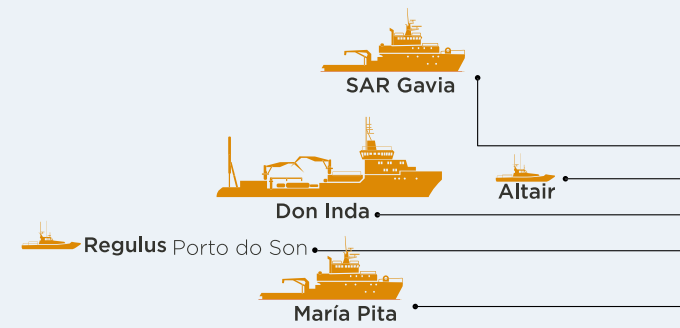 SAR Gavia
Altair
Don Inda
Regulus Porto do Son
María Pita